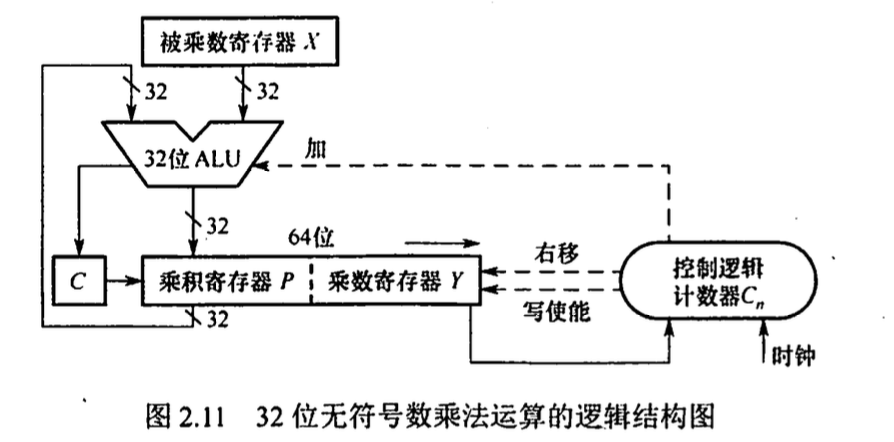 被乘数寄存器 X
32
32
32位 ALU
加
32
64位
C
乘积寄存器 P
乘数寄存器 Y
右移
写使能
控制逻辑
计数器Cn
32
时钟
图 2.11 32 位无符号数乘法运算的逻辑结构图